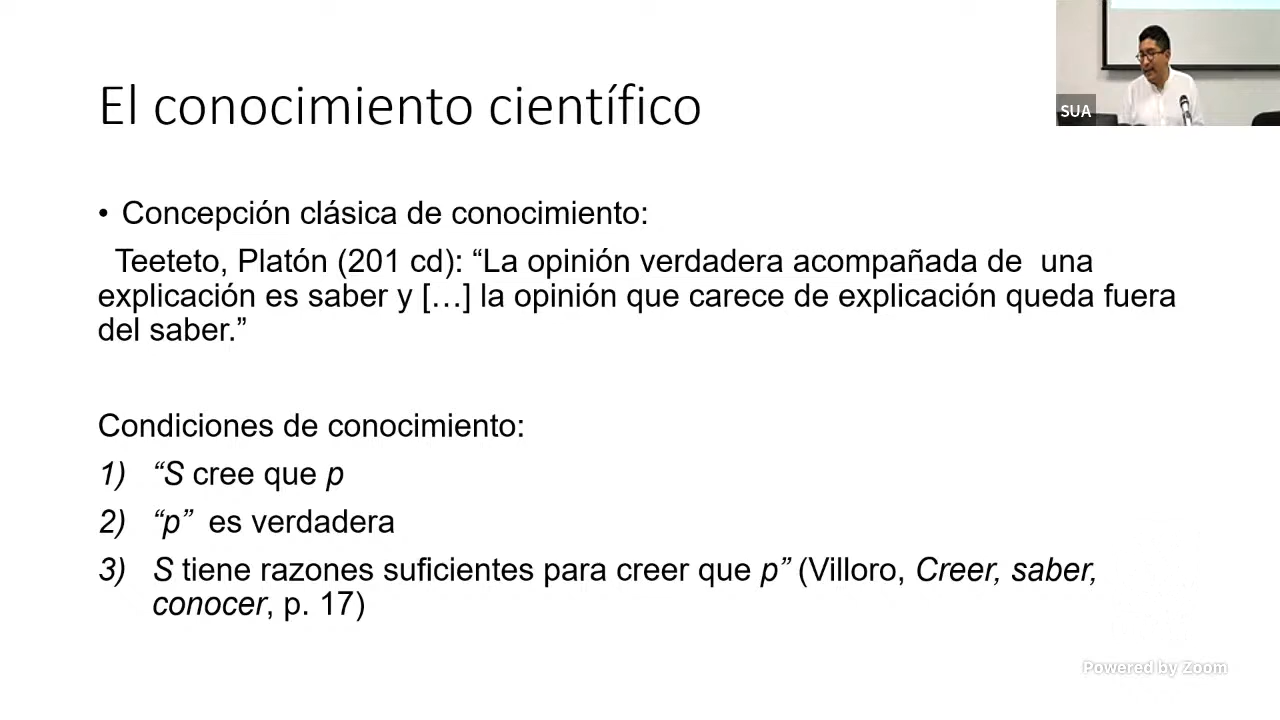 El conocimiento científico
SUA
• Concepción clásica de conocimiento:
Teeteto, Platón (201 cd): “La opinión verdadera acompañada de una
explicación es saber y […] la opinión que carece de explicación queda fuera
del saber.”
Condiciones de conocimiento:
1) “S cree que p
2) “p” es verdadera
3) S tiene razones suficientes para creer que p” (Villoro, Creer, saber,
conocer, p. 17)
Powered by Zoom